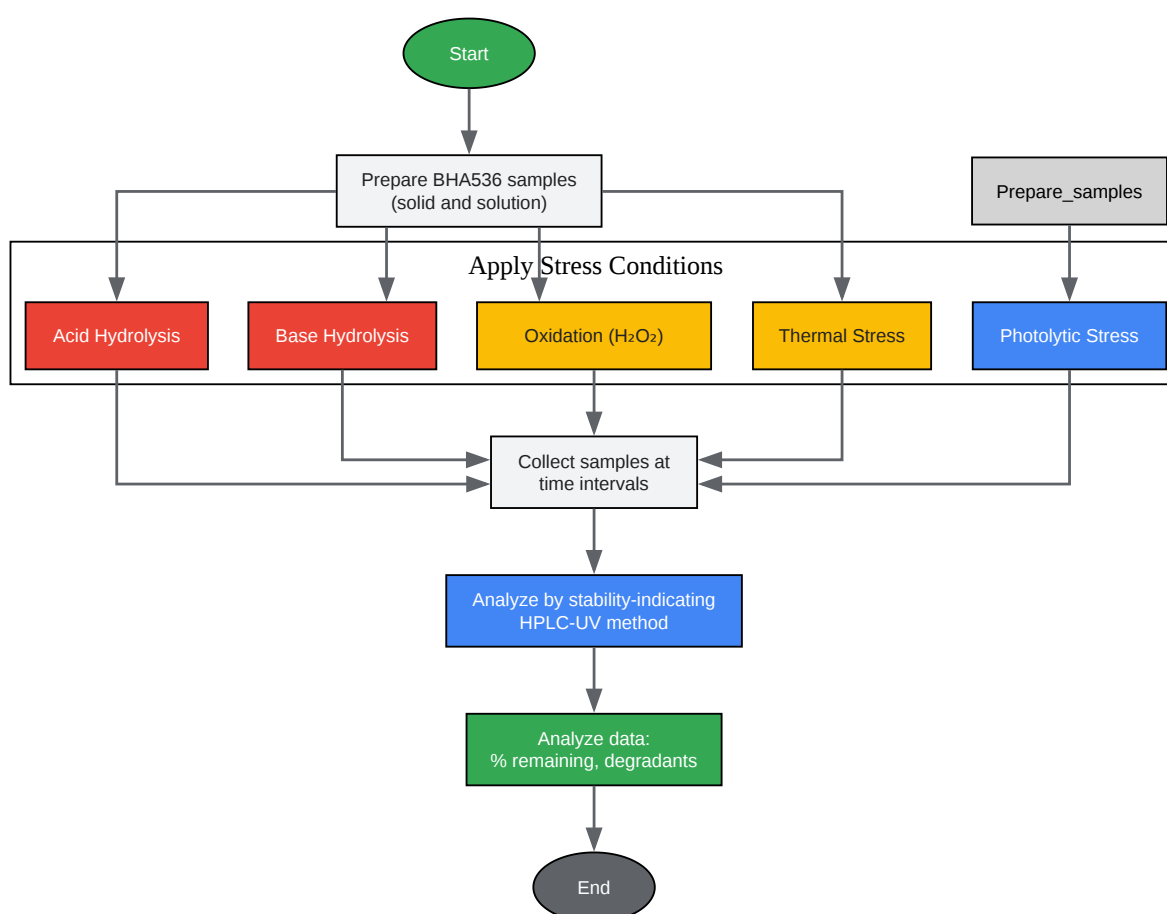 Start
Prepare BHA536 samples
(solid and solution)
Prepare_samples
Apply Stress Conditions
Acid Hydrolysis
Base Hydrolysis
Oxidation (H₂O₂)
Thermal Stress
Photolytic Stress
Collect samples at
time intervals
Analyze by stability-indicating
HPLC-UV method
Analyze data:
% remaining, degradants
End